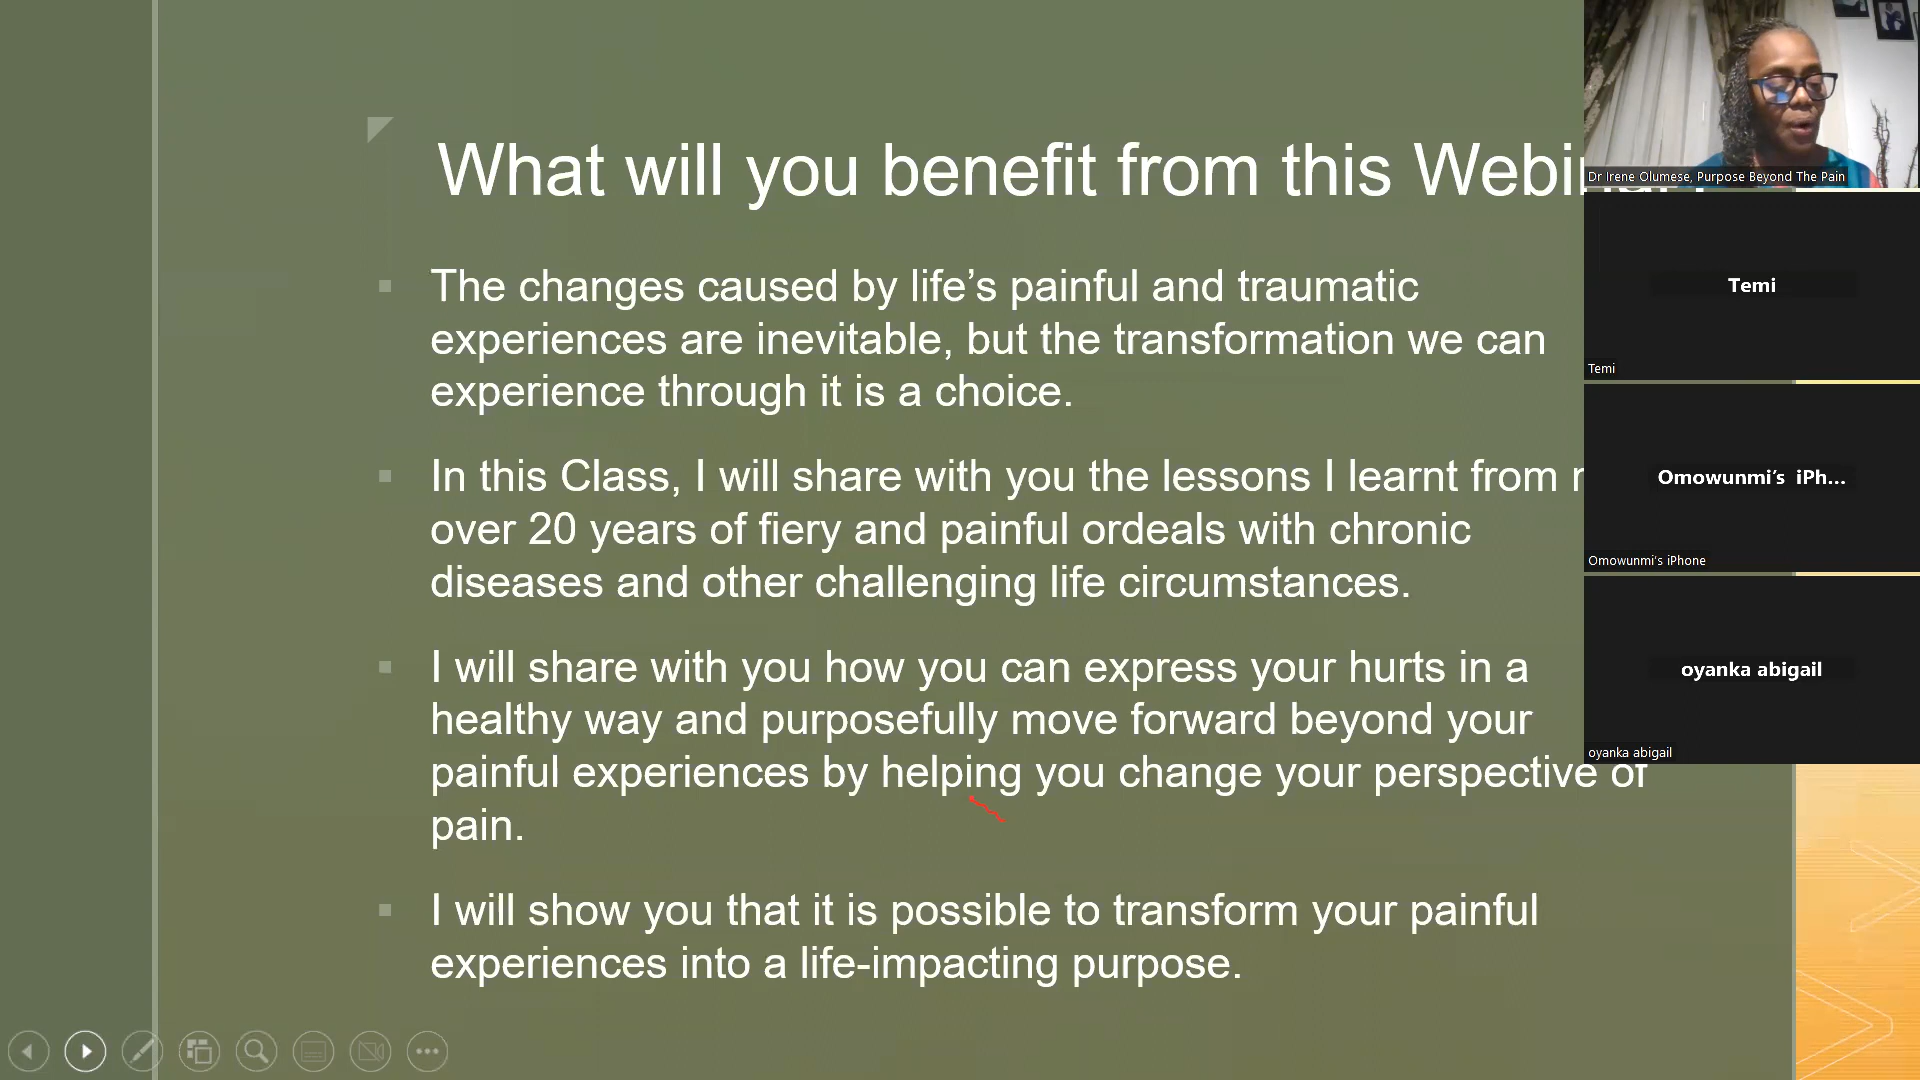 What will you benefit from this
The changes caused by life’s painful and traumatic
experiences are inevitable, but the transformation we can
experience through it is a choice.
In this Class, I will share with you the lessons I learnt from
over 20 years of fiery and painful ordeals with chronic
diseases and other challenging life circumstances.
I will share with you how you can express your hurts in a
healthy way and purposefully move forward beyond your
painful experiences by helping you change your perspective of
pain.
I will show you that it is possible to transform your painful
experiences into a life-impacting purpose.
Dr Irene Olumese, Purpose Beyond The Pain
Temi
Temi
Omowunmi’s iPh...
Omowunmi's iPhone
oyanka abigail
oyanka abigail